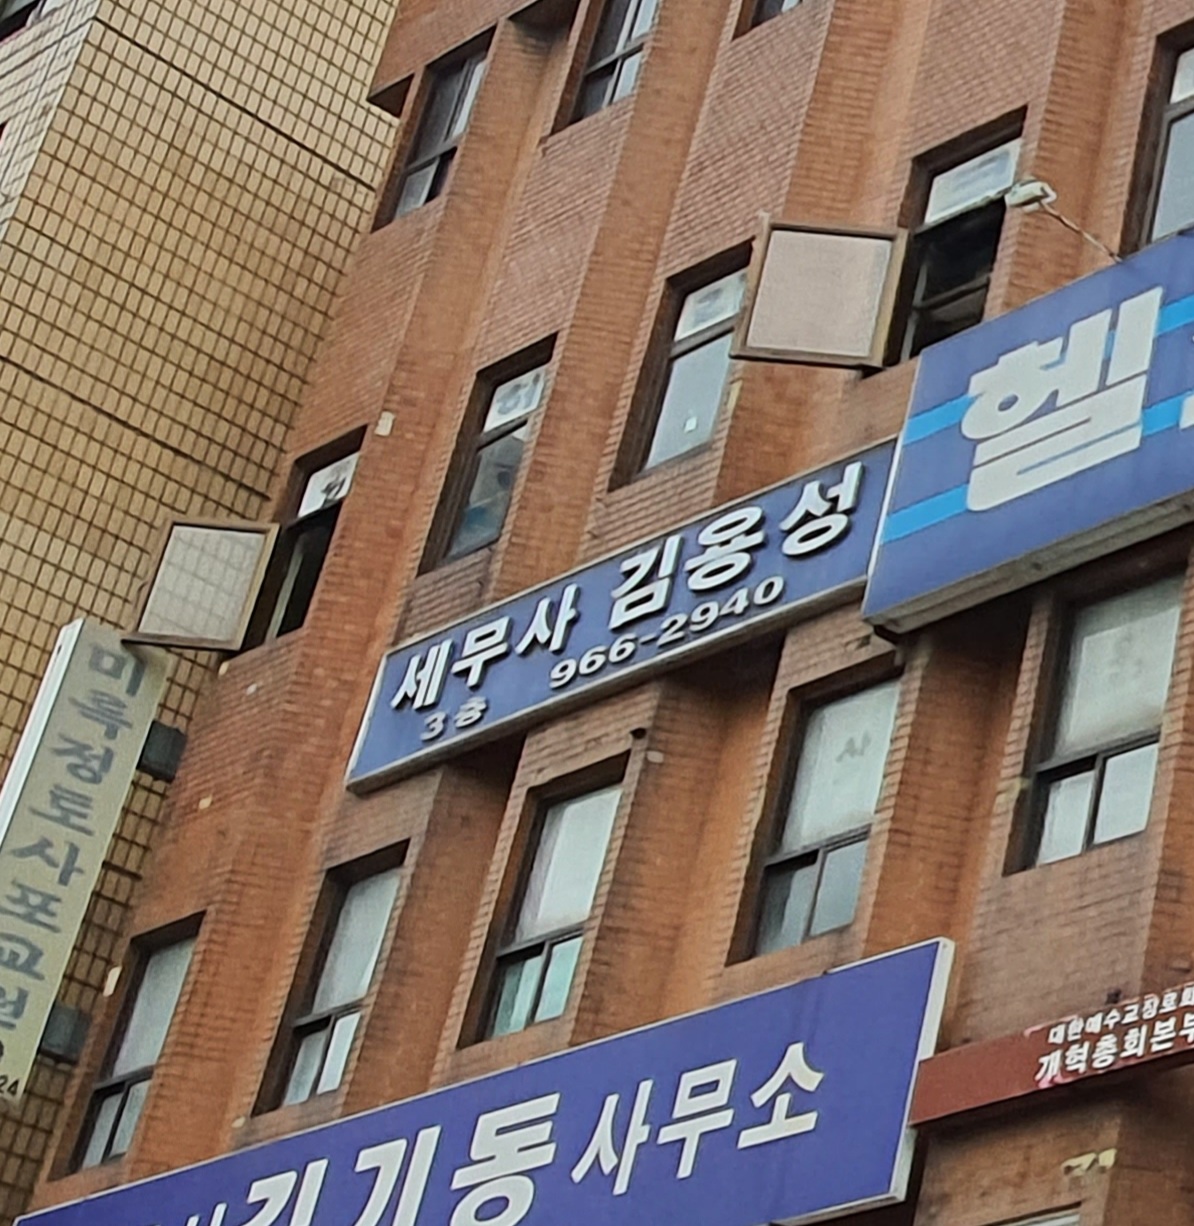 헬
세무사 김용성
3층 966-2940
미륵정토사포교원
24
대한예수교장로회
개혁총회본부
김기동사무소